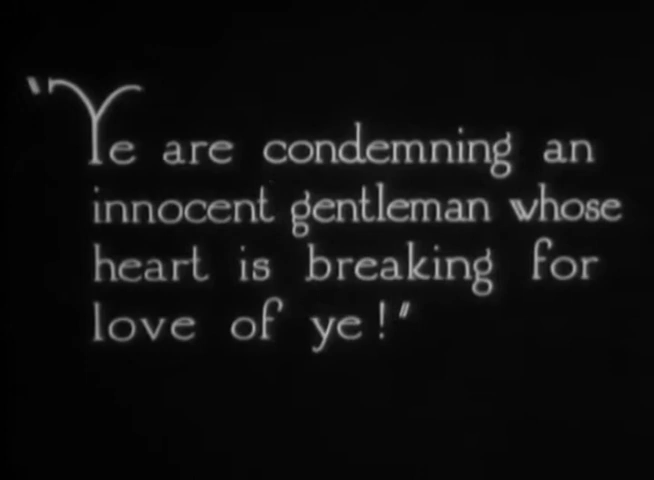 "Ye are condemning an
innocent gentleman whose
heart is breaking for
love of ye!"